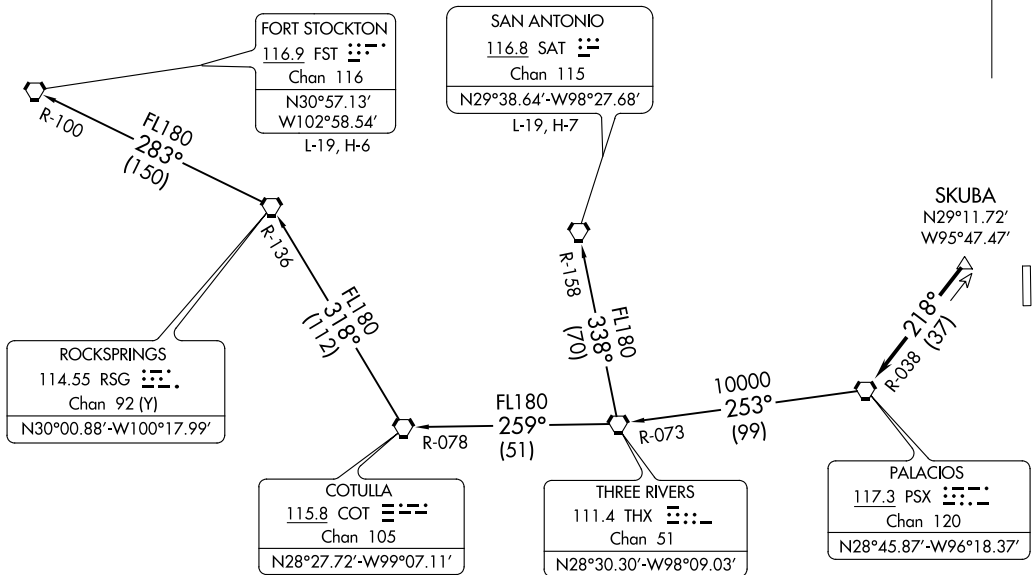 FORT STOCKTON
116.9 FST
Chan 116
N30°57.13'
W102°58.54'
L-19, H-6
SAN ANTONIO
116.8 SAT
Chan 115
N29°38.64'-W98°27.68'
L-19, H-7
R-100
FL180
283°
(150)
SKUBA
N29°11.72'
W95°47.47'
R-136
R-158
FL180
318°
(112)
FL180
338°
(70)
218°
(37)
R-038
ROCKSPRINGS
114.55 RSG
Chan 92 (Y)
N30°00.88'-W100°17.99'
FL180
259°
(51)
R-078
10000
253°
(99)
R-073
COTULLA
115.8 COT
Chan 105
N28°27.72'-W99°07.11'
THREE RIVERS
111.4 THX
Chan 51
N28°30.30'-W98°09.03'
PALACIOS
117.3 PSX
Chan 120
N28°45.87'-W96°18.37'